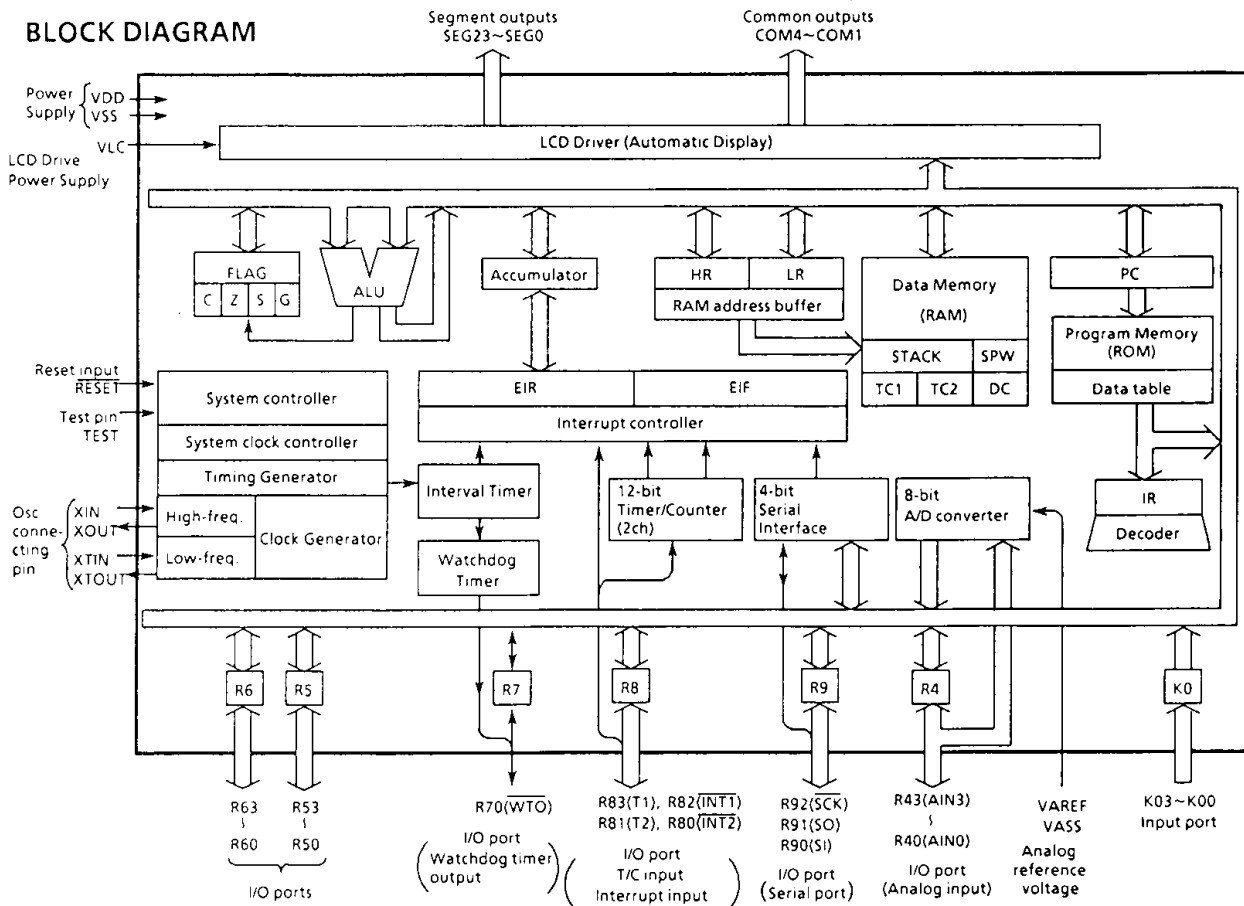 BLOCK DIAGRAM
Segment outputs
SEG23~SEG0
Common outputs
COM4~COM1
Power
Supply
VDD
VSS
VLC
LCD Drive
Power Supply
LCD Driver (Automatic Display)
FLAG
C Z S G
ALU
Accumulator
HR LR
RAM address buffer
Data Memory
(RAM)
STACK SPW
TC1 TC2 DC
PC
Program Memory
(ROM)
Data table
Reset input
RESET
Test pin
TEST
System controller
System clock controller
Timing Generator
High-freq.
Low-freq.
Clock Generator
Osc
conne-
cting
pin
XIN
XOUT
XTIN
XTOUT
EIR EIF
Interrupt controller
Interval Timer
Watchdog
Timer
12-bit
Timer/Counter
(2ch)
4-bit
Serial
Interface
8-bit
A/D converter
IR
Decoder
R6 R5 R7 R8 R9 R4 K0
R63
~
R60
R53
~
R50
I/O ports
R70(WTO)
I/O port
(Watchdog timer
output)
R83(T1), R82(INT1)
R81(T2), R80(INT2)
(I/O port
T/C input
Interrupt input)
R92(SCK)
R91(SO)
R90(SI)
I/O port
(Serial port)
R43(AIN3)
~
R40(AIN0)
I/O port
(Analog input)
VAREF
VASS
Analog
reference
voltage
K03~K00
Input port